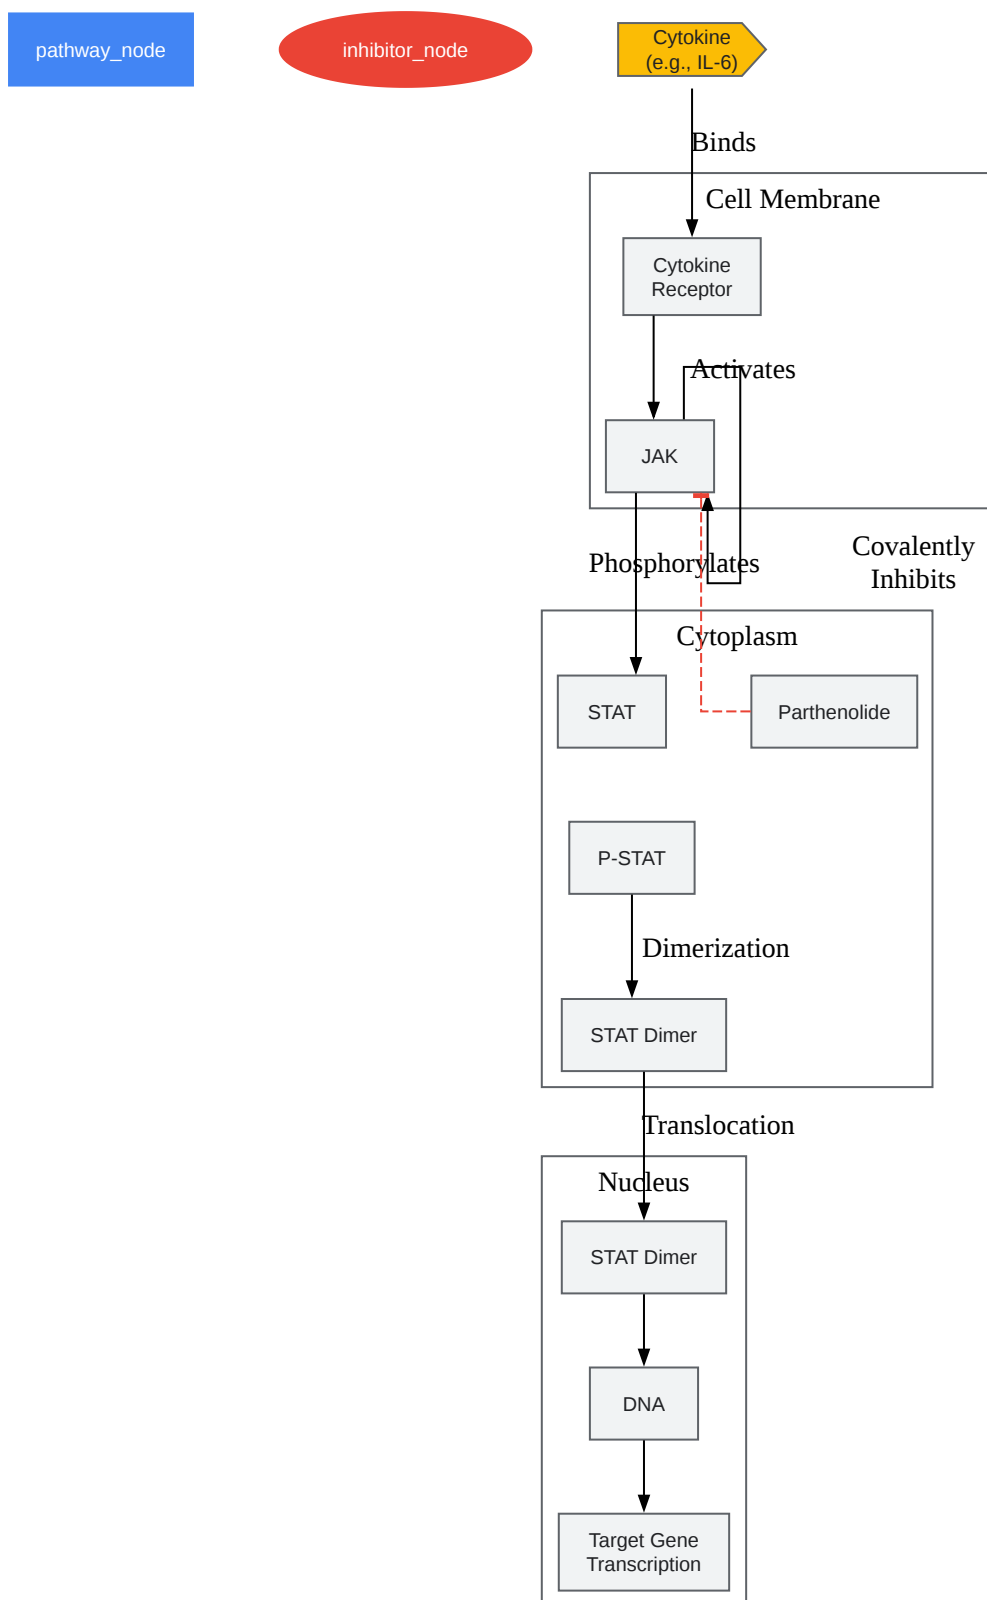 pathway_node
inhibitor_node
Cytokine
(e.g., IL-6)
Binds
Cell Membrane
Cytokine
Receptor
Activates
JAK
Phosphorylates
Covalently
Inhibits
Cytoplasm
STAT
Parthenolide
P-STAT
Dimerization
STAT Dimer
Translocation
Nucleus
STAT Dimer
DNA
Target Gene
Transcription